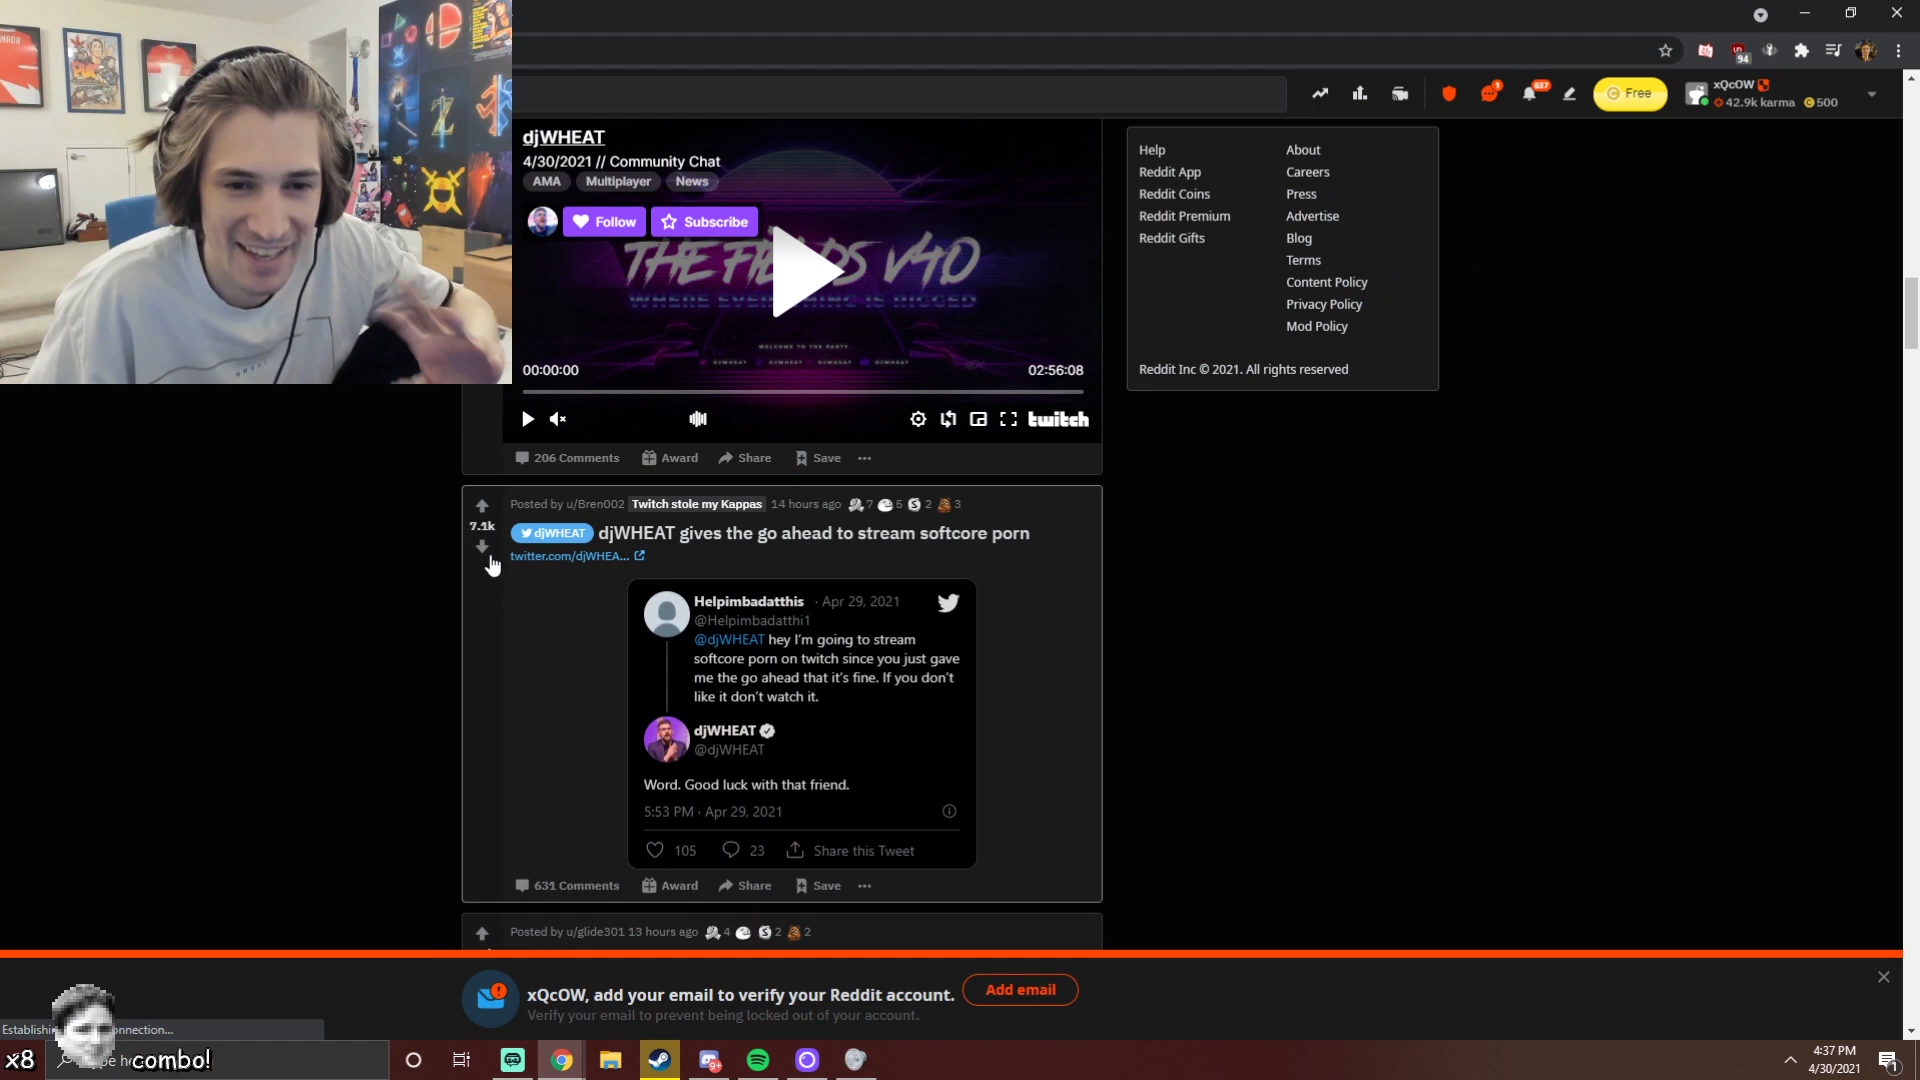 94
1
637
Free
xQcOW
42.9k karma 500
djWHEAT
4/30/2021 // Community Chat
AMA Multiplayer News
Follow Subscribe
WELCOME TO THE PARTY
00:00:00 02:56:08
twitch
206 Comments Award Share Save
Help About
Reddit App Careers
Reddit Coins Press
Reddit Premium Advertise
Reddit Gifts Blog
Terms
Content Policy
Privacy Policy
Mod Policy
Reddit Inc © 2021. All rights reserved
Posted by u/Bren002 Twitch stole my Kappas 14 hours ago 7 5 2 3
7.1k
djWHEAT djWHEAT gives the go ahead to stream softcore porn
twitter.com/djWHEA...
Helpimbadatthis · Apr 29, 2021
@Helpimbadatthi1
@djWHEAT hey I'm going to stream
softcore porn on twitch since you just gave
me the go ahead that it's fine. If you don't
like it don't watch it.
djWHEAT
@djWHEAT
Word. Good luck with that friend.
5:53 PM · Apr 29, 2021
105 23 Share this Tweet
631 Comments Award Share Save
Posted by u/glide301 13 hours ago 4 2 2
xQcOW, add your email to verify your Reddit account. Add email
Verify your email to prevent being locked out of your account.
x8 combo!
9+
4:37 PM
4/30/2021
1